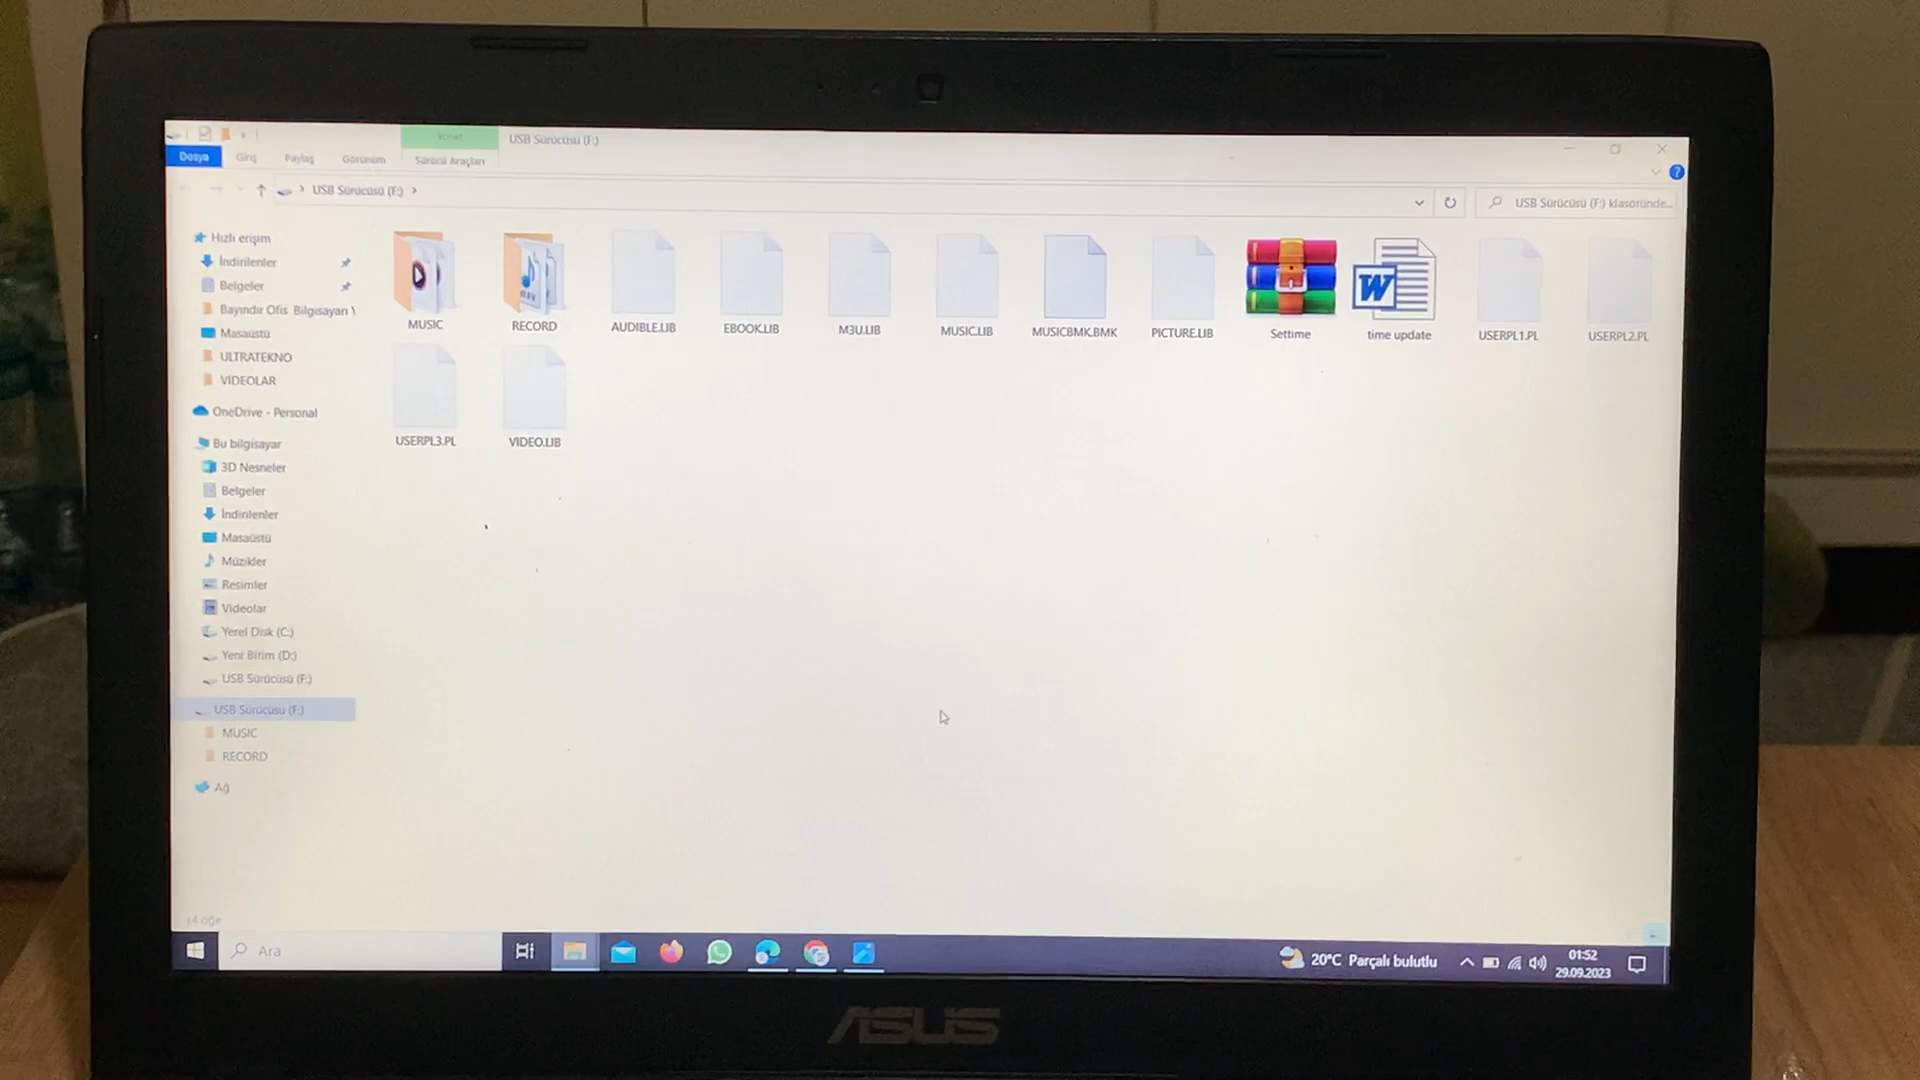 Yönet
USB Sürücüsü (F:)
Dosya
Giriş
Paylaş
Görünüm
Sürücü Araçları
USB Sürücüsü (F:)
USB Sürücüsü (F:) klasöründe...
Hızlı erişim
İndirilenler
Belgeler
Bayındır Ofis Bilgisayarı Y
Masaüstü
ULTRATEKNO
VİDEOLAR
OneDrive - Personal
Bu bilgisayar
3D Nesneler
Belgeler
İndirilenler
Masaüstü
Müzikler
Resimler
Videolar
Yerel Disk (C:)
Yeni Birim (D:)
USB Sürücüsü (F:)
USB Sürücüsü (F:)
MUSIC
RECORD
Ağ
MUSIC
RECORD
AUDIBLE.LIB
EBOOK.LIB
M3U.LIB
MUSIC.LIB
MUSICBMK.BMK
PICTURE.LIB
Settime
time update
USERPL1.PL
USERPL2.PL
USERPL3.PL
VIDEO.LIB
14 öğe
Ara
20°C Parçalı bulutlu
01:52
29.09.2023
ASUS